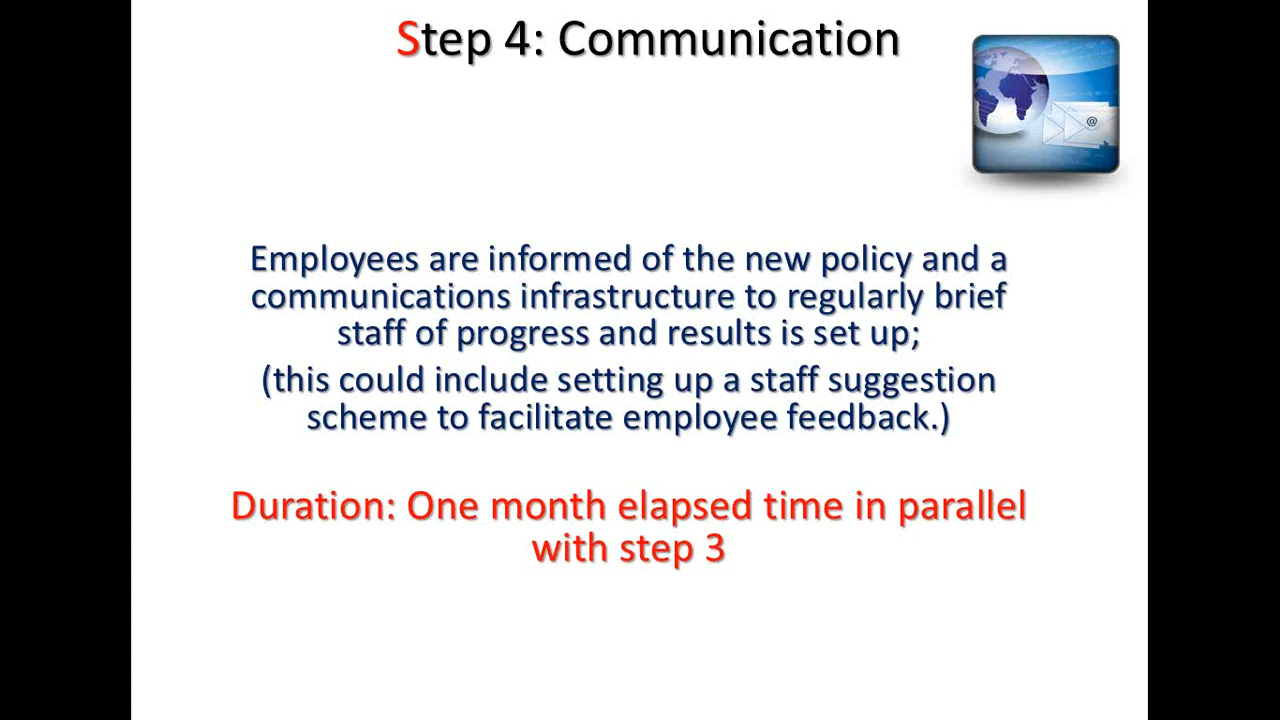 Step 4: Communication
@
Employees are informed of the new policy and a
communications infrastructure to regularly brief
staff of progress and results is set up;
(this could include setting up a staff suggestion
scheme to facilitate employee feedback.)
Duration: One month elapsed time in parallel
with step 3